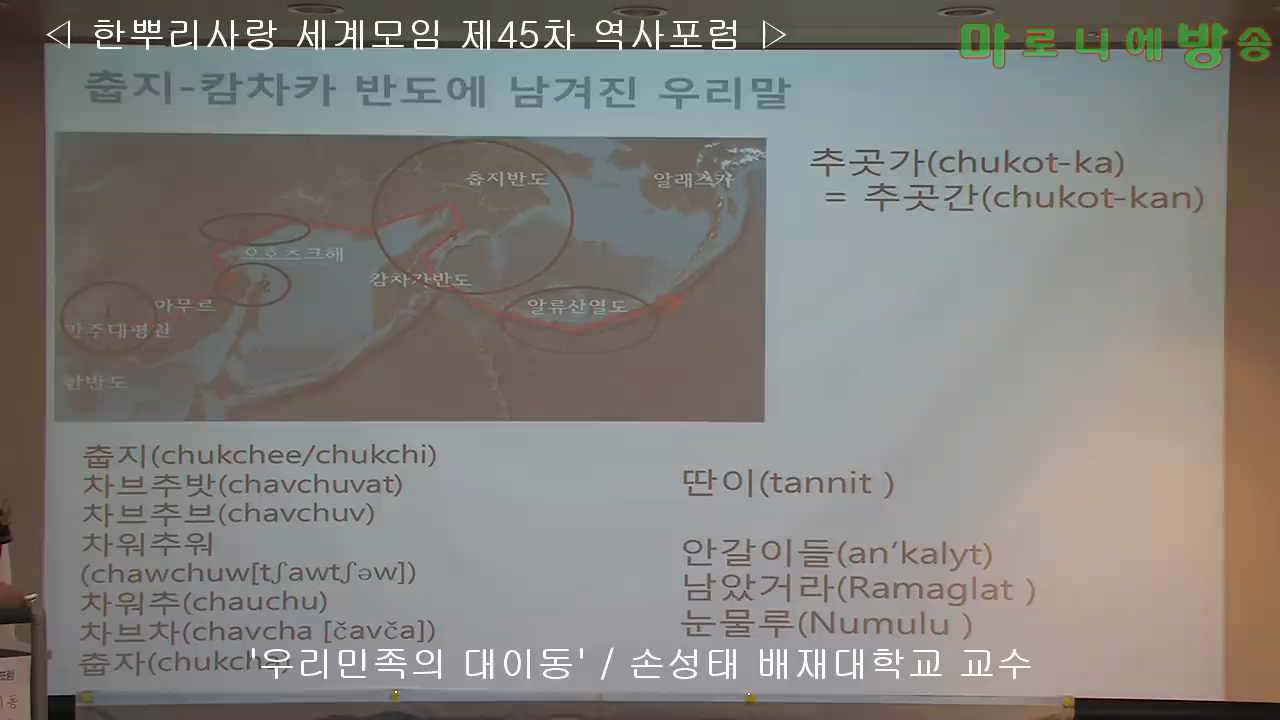 ◁ 한뿌리사랑 세계모임 제45차 역사포럼 ▷
마로니에방송
춥지-캄차카 반도에 남겨진 우리말
춥지반도
알래스카
오호츠크해
캄차가반도
2
아무르
알류산열도
1
만주대평원
한반도
추곳가(chukot-ka)
= 추곳간(chukot-kan)
춥지(chukchee/chukchi)
차브추밧(chavchuvat)
차브추브(chavchuv)
차워추워
(chawchuw[tʃawtʃəw])
차워추(chauchu)
차브차(chavcha [čavča])
춥자(chukcha)
딴이(tannit )
안갈이들(an’kalyt)
남았거라(Ramaglat )
눈물루(Numulu )
'우리민족의 대이동' / 손성태 배재대학교 교수